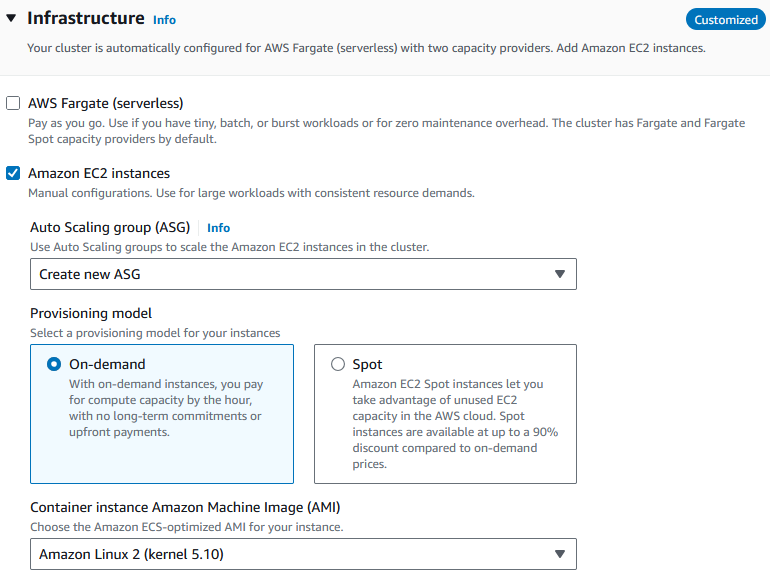 Infrastructure Info
Customized
Your cluster is automatically configured for AWS Fargate (serverless) with two capacity providers. Add Amazon EC2 instances.
AWS Fargate (serverless)
Pay as you go. Use if you have tiny, batch, or burst workloads or for zero maintenance overhead. The cluster has Fargate and Fargate
Spot capacity providers by default.
Amazon EC2 instances
Manual configurations. Use for large workloads with consistent resource demands.
Auto Scaling group (ASG) Info
Use Auto Scaling groups to scale the Amazon EC2 instances in the cluster.
Create new ASG
Provisioning model
Select a provisioning model for your instances
On-demand
With on-demand instances, you pay
for compute capacity by the hour,
with no long-term commitments or
upfront payments.
Spot
Amazon EC2 Spot instances let you
take advantage of unused EC2
capacity in the AWS cloud. Spot
instances are available at up to a 90%
discount compared to on-demand
prices.
Container instance Amazon Machine Image (AMI)
Choose the Amazon ECS-optimized AMI for your instance.
Amazon Linux 2 (kernel 5.10)